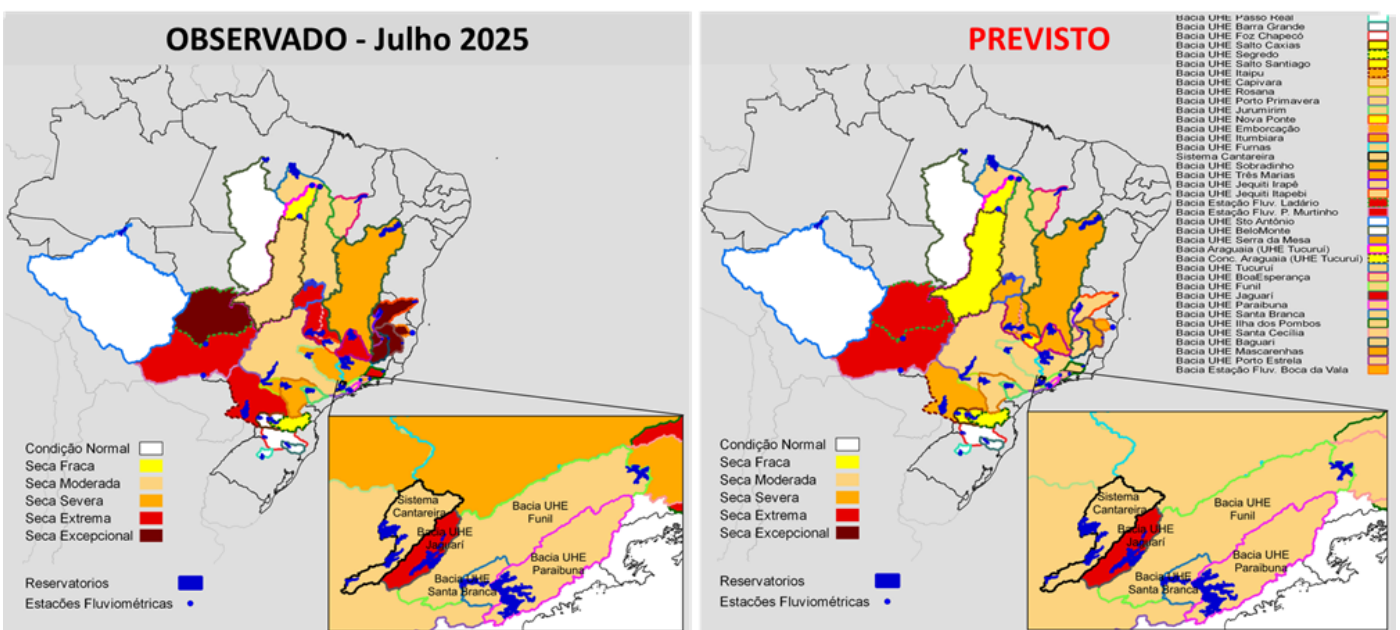 OBSERVADO - Julho 2025
Condição Normal
Seca Fraca
Seca Moderada
Seca Severa
Seca Extrema
Seca Excepcional
Reservatorios
Estacões Fluviométricas
Sistema
Cantareira
Bacia UHE
Jaguarí
Bacia UHE
Funil
Bacia UHE
Paraibuna
Bacia UHE
Santa Branca
PREVISTO
Bacia UHE Passo Real
Bacia UHE Barra Grande
Bacia UHE Foz Chapecó
Bacia UHE Salto Caxias
Bacia UHE Segredo
Bacia UHE Salto Santiago
Bacia UHE Itaipu
Bacia UHE Capivara
Bacia UHE Rosana
Bacia UHE Porto Primavera
Bacia UHE Jurumirim
Bacia UHE Nova Ponte
Bacia UHE Emborcação
Bacia UHE Itumbiara
Bacia UHE Furnas
Sistema Cantareira
Bacia UHE Sobradinho
Bacia UHE Três Marias
Bacia UHE Jequiti Irapê
Bacia UHE Jequiti Itapebi
Bacia Estação Fluv. Ladário
Bacia Estação Fluv. P. Murtinho
Bacia UHE Sto Antônio
Bacia UHE BeloMonte
Bacia UHE Serra da Mesa
Bacia Araguaia (UHE Tucuruí)
Bacia Conc. Araguaia (UHE Tucuruí)
Bacia UHE Tucuruí
Bacia UHE BoaEsperança
Bacia UHE Funil
Bacia UHE Jaguarí
Bacia UHE Paraibuna
Bacia UHE Santa Branca
Bacia UHE Ilha dos Pombos
Bacia UHE Santa Cecília
Bacia UHE Baguari
Bacia UHE Mascarenhas
Bacia UHE Porto Estrela
Bacia Estação Fluv. Boca da Vala
Condição Normal
Seca Fraca
Seca Moderada
Seca Severa
Seca Extrema
Seca Excepcional
Reservatorios
Estacões Fluviométricas
Sistema
Cantareira
Bacia UHE
Jaguarí
Bacia UHE
Funil
Bacia UHE
Paraibuna
Bacia UHE
Santa Branca